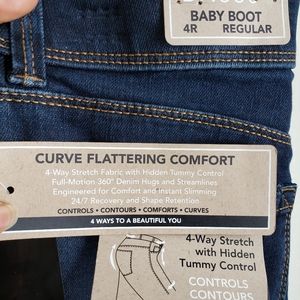 BABY BOOT
4R REGULAR
CURVE FLATTERING COMFORT
4-Way Stretch Fabric with Hidden Tummy Control
Full-Motion 360° Denim Hugs and Streamlines
Engineered for Comfort and Instant Slimming
24/7 Recovery and Shape Retention
CONTROLS • CONTOURS • COMFORTS • CURVES
4 WAYS TO A BEAUTIFUL YOU
4-Way Stretch
with Hidden
Tummy Control
CONTROLS
CONTOURS